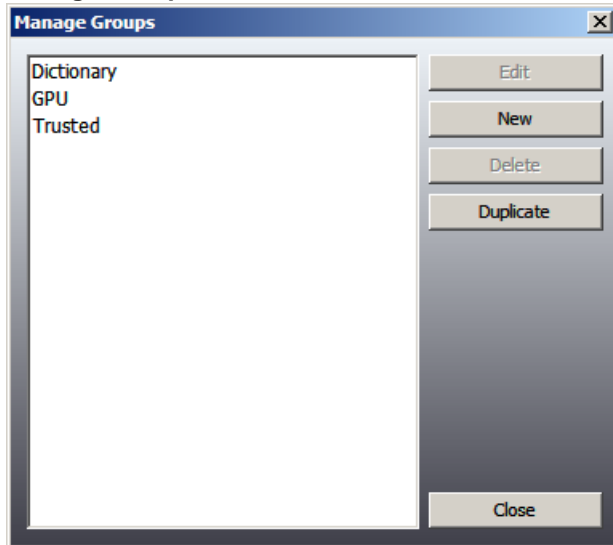 Manage Groups
Dictionary
GPU
Trusted
Edit
New
Delete
Duplicate
Close